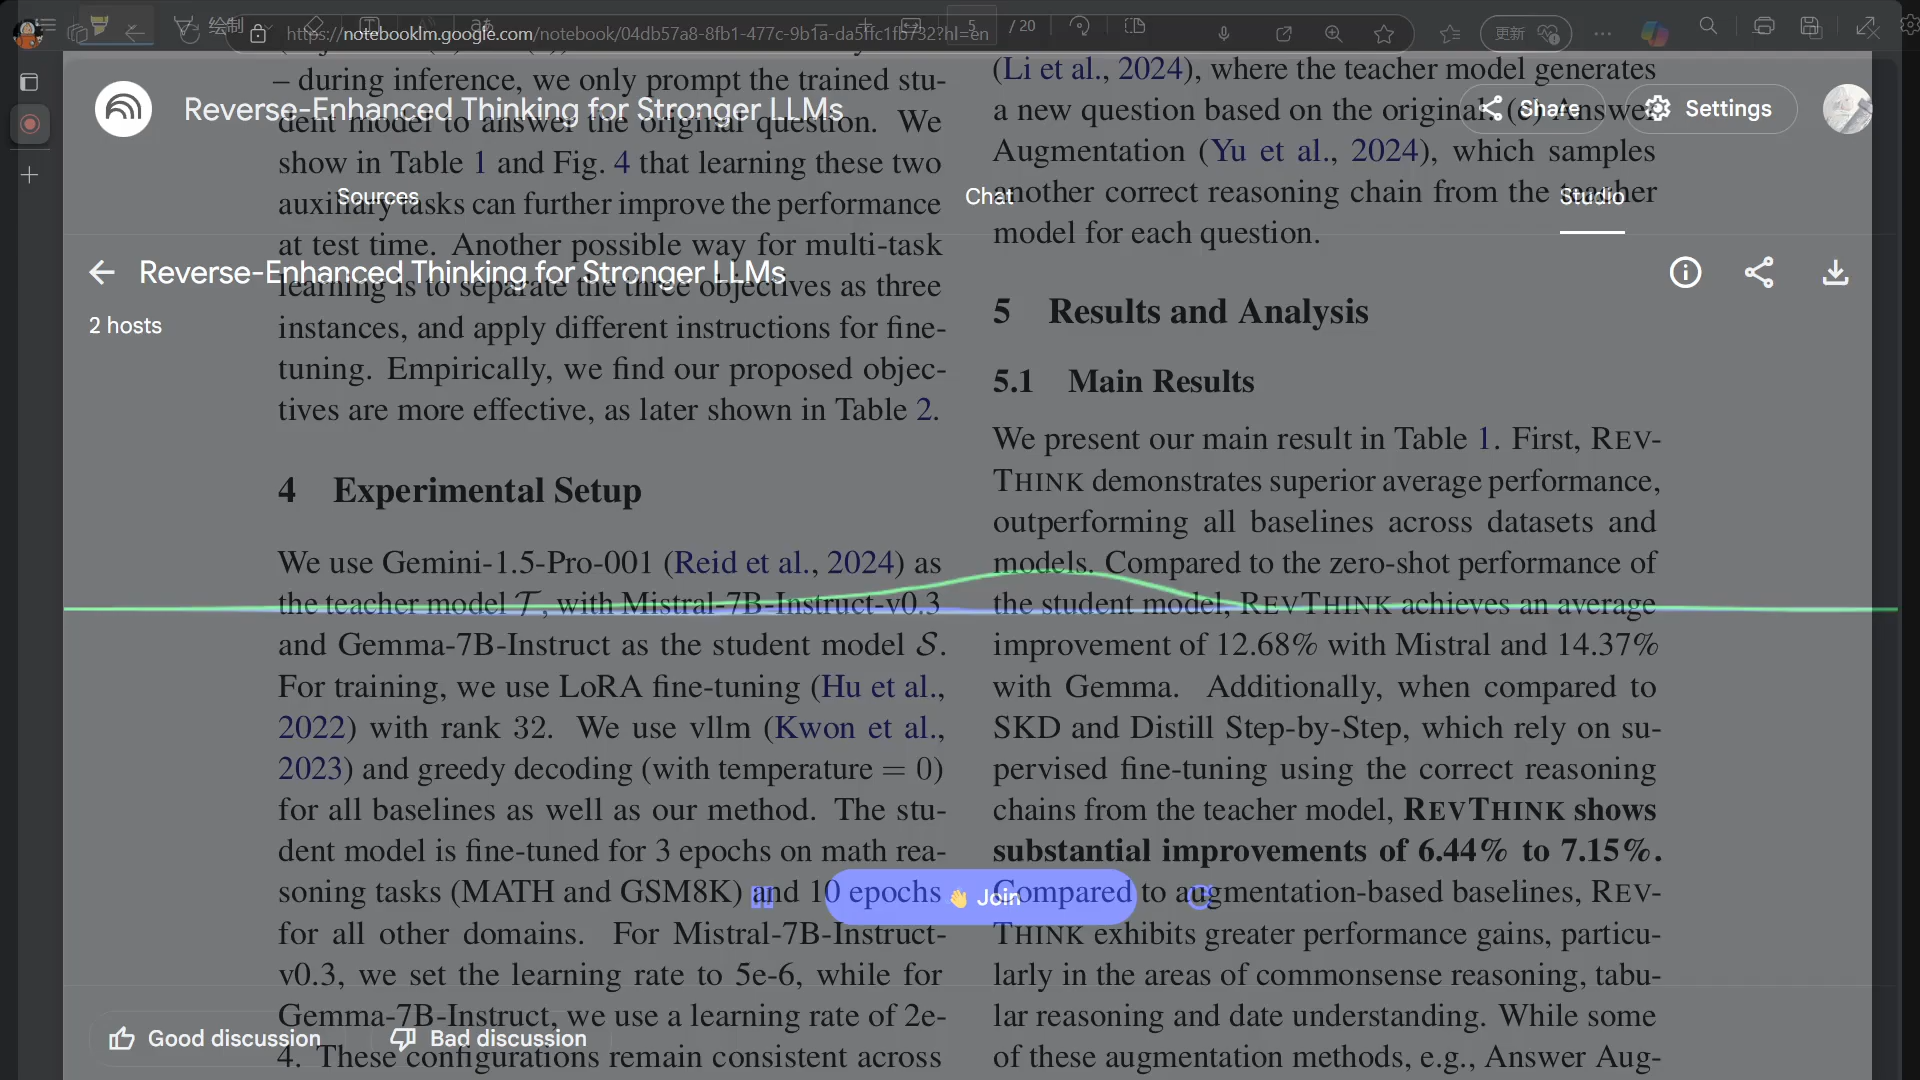 绘制
5
/ 20
https://notebooklm.google.com/notebook/04db57a8-8fb1-477c-9b1a-da5ffc1fb732?hl=en
更新
Reverse-Enhanced Thinking for Stronger LLMs
Share
Settings
Sources
Chat
Studio
Reverse-Enhanced Thinking for Stronger LLMs
2 hosts
– during inference, we only prompt the trained stu-
dent model to answer the original question. We
show in Table 1 and Fig. 4 that learning these two
auxiliary tasks can further improve the performance
at test time. Another possible way for multi-task
learning is to separate the three objectives as three
instances, and apply different instructions for fine-
tuning. Empirically, we find our proposed objec-
tives are more effective, as later shown in Table 2.
4 Experimental Setup
We use Gemini-1.5-Pro-001 (Reid et al., 2024) as
the teacher model T, with Mistral-7B-Instruct-v0.3
and Gemma-7B-Instruct as the student model S.
For training, we use LoRA fine-tuning (Hu et al.,
2022) with rank 32. We use vllm (Kwon et al.,
2023) and greedy decoding (with temperature = 0)
for all baselines as well as our method. The stu-
dent model is fine-tuned for 3 epochs on math rea-
soning tasks (MATH and GSM8K) and 10 epochs
for all other domains. For Mistral-7B-Instruct-
v0.3, we set the learning rate to 5e-6, while for
Gemma-7B-Instruct, we use a learning rate of 2e-
4. These configurations remain consistent across
(Li et al., 2024), where the teacher model generates
a new question based on the original. (c) Answer
Augmentation (Yu et al., 2024), which samples
another correct reasoning chain from the teacher
model for each question.
5 Results and Analysis
5.1 Main Results
We present our main result in Table 1. First, REV-
THINK demonstrates superior average performance,
outperforming all baselines across datasets and
models. Compared to the zero-shot performance of
the student model, REVTHINK achieves an average
improvement of 12.68% with Mistral and 14.37%
with Gemma. Additionally, when compared to
SKD and Distill Step-by-Step, which rely on su-
pervised fine-tuning using the correct reasoning
chains from the teacher model, REVTHINK shows
substantial improvements of 6.44% to 7.15%.
Compared to augmentation-based baselines, REV-
THINK exhibits greater performance gains, particu-
larly in the areas of commonsense reasoning, tabu-
lar reasoning and date understanding. While some
of these augmentation methods, e.g., Answer Aug-
👋 Join
Good discussion
Bad discussion